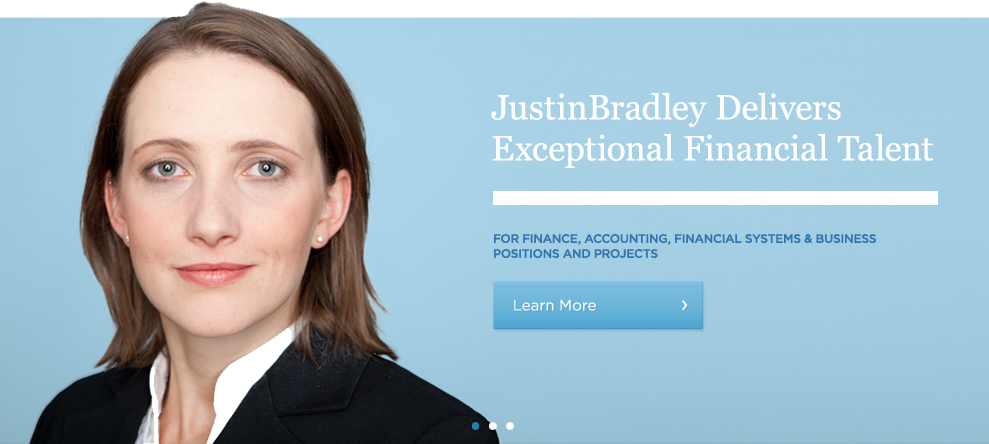 JustinBradley Delivers
Exceptional Financial Talent
FOR FINANCE, ACCOUNTING, FINANCIAL SYSTEMS & BUSINESS
POSITIONS AND PROJECTS
Learn More